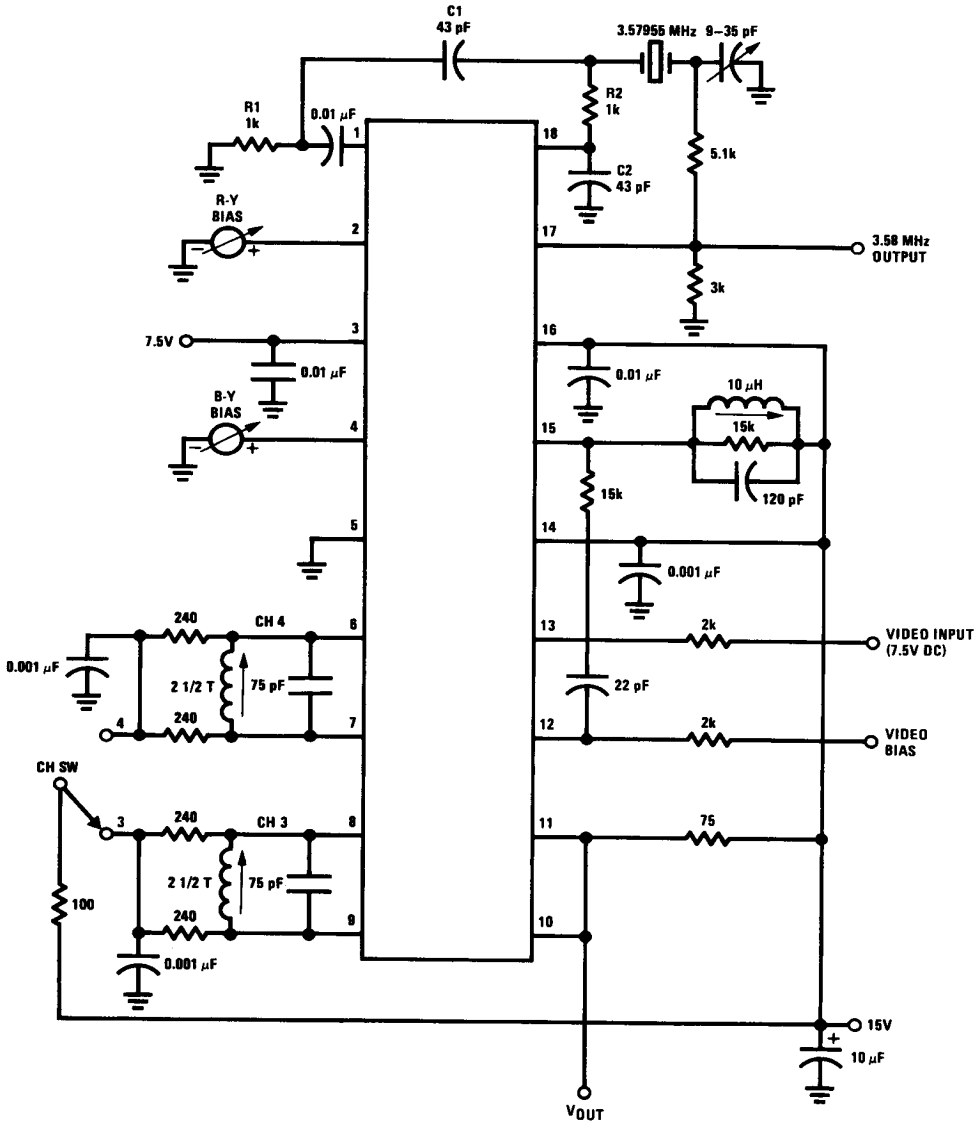 C1
43 pF
3.57955 MHz
9–35 pF
R1
1k
0.01 μF
1
18
R2
1k
5.1k
C2
43 pF
R-Y
BIAS
− +
2
17
3.58 MHz
OUTPUT
3k
7.5V
3
16
0.01 μF
0.01 μF
10 μH
15k
120 pF
B-Y
BIAS
− +
4
15
15k
5
14
0.001 μF
240
CH 4
6
13
2k
VIDEO INPUT
(7.5V DC)
0.001 μF
2 1/2 T
75 pF
22 pF
4
240
7
12
2k
VIDEO
BIAS
CH SW
3
240
CH 3
8
11
75
100
2 1/2 T
75 pF
240
9
10
0.001 μF
15V
+
10 μF
VOUT